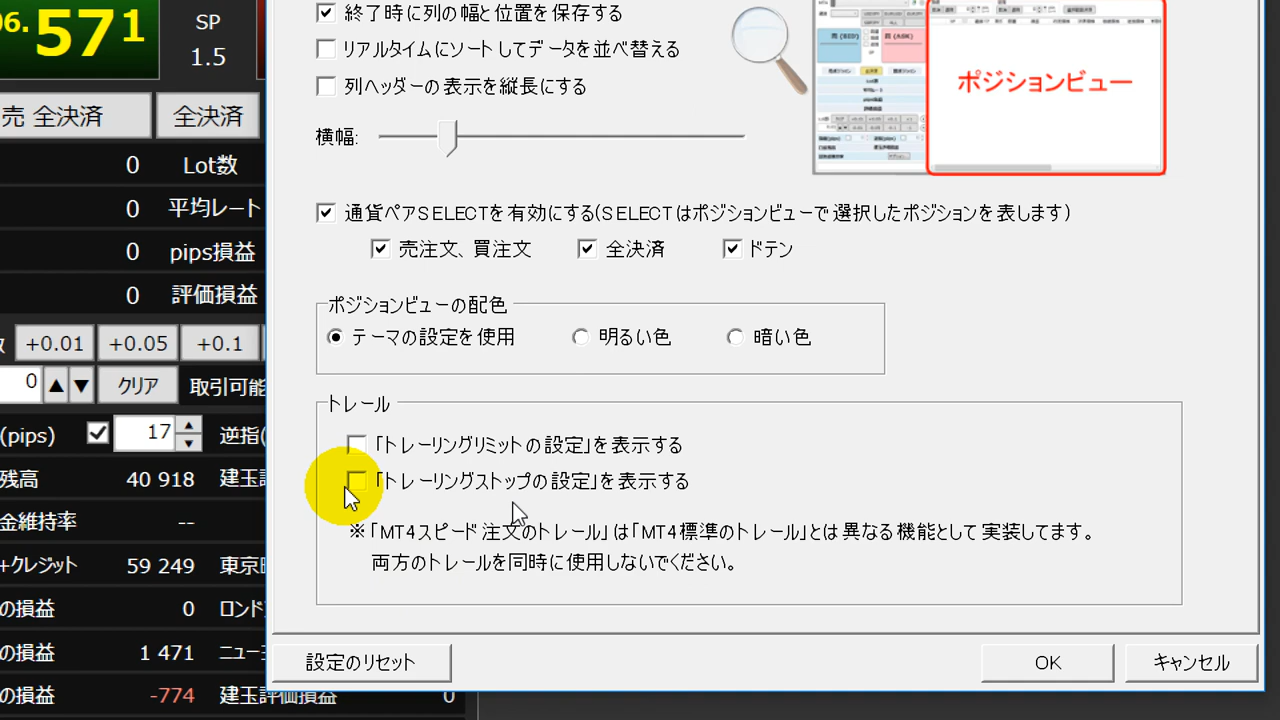 96.571
SP
1.5
売 全決済
全決済
0 Lot数
0 平均レート
0 pips損益
0 評価損益
+0.01 +0.05 +0.1
0 ▲ ▼ クリア 取引可能
(pips) 17 逆指(
残高 40 918 建玉
金維持率 --
+クレジット 59 249 東京
の損益 0 ロンド
の損益 1 471 ニューヨ
の損益 -774 建玉評価損益 0
終了時に列の幅と位置を保存する
リアルタイムにソートしてデータを並べ替える
列ヘッダーの表示を縦長にする
横幅:
売 (BID) 買 (ASK)
ポジションビュー
通貨ペアSELECTを有効にする(SELECTはポジションビューで選択したポジションを表します)
売注文、買注文 全決済 ドテン
ポジションビューの配色
テーマの設定を使用 明るい色 暗い色
トレール
「トレーリングリミットの設定」を表示する
「トレーリングストップの設定」を表示する
※「MT4スピード注文のトレール」は「MT4標準のトレール」とは異なる機能として実装してます。
両方のトレールを同時に使用しないでください。
設定のリセット OK キャンセル